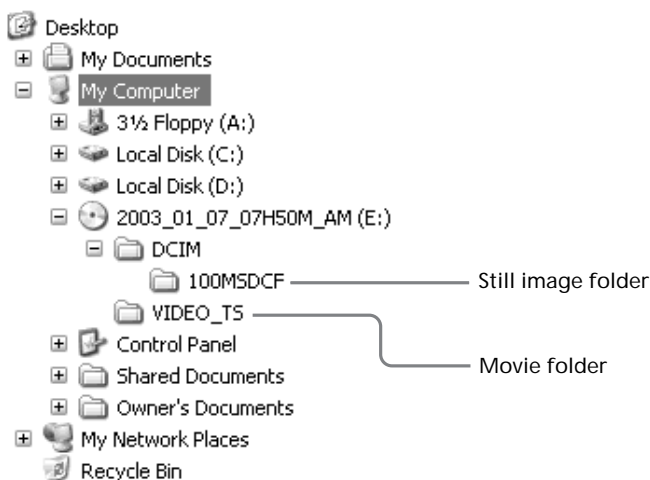 Desktop
My Documents
My Computer
3½ Floppy (A:)
Local Disk (C:)
Local Disk (D:)
2003_01_07_07H50M_AM (E:)
DCIM
100MSDCF
Still image folder
VIDEO_TS
Movie folder
Control Panel
Shared Documents
Owner's Documents
My Network Places
Recycle Bin